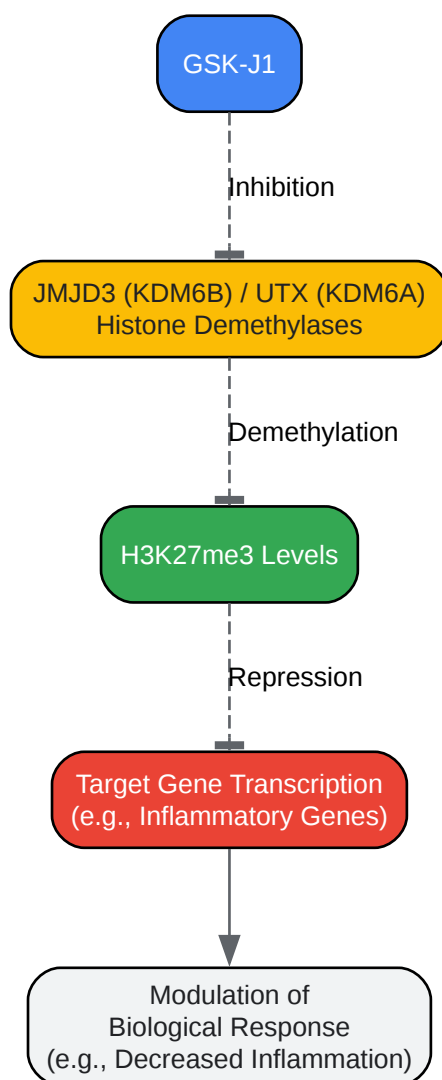 GSK-J1
Inhibition
JMJD3 (KDM6B) / UTX (KDM6A)
Histone Demethylases
Demethylation
H3K27me3 Levels
Repression
Target Gene Transcription
(e.g., Inflammatory Genes)
Modulation of
Biological Response
(e.g., Decreased Inflammation)